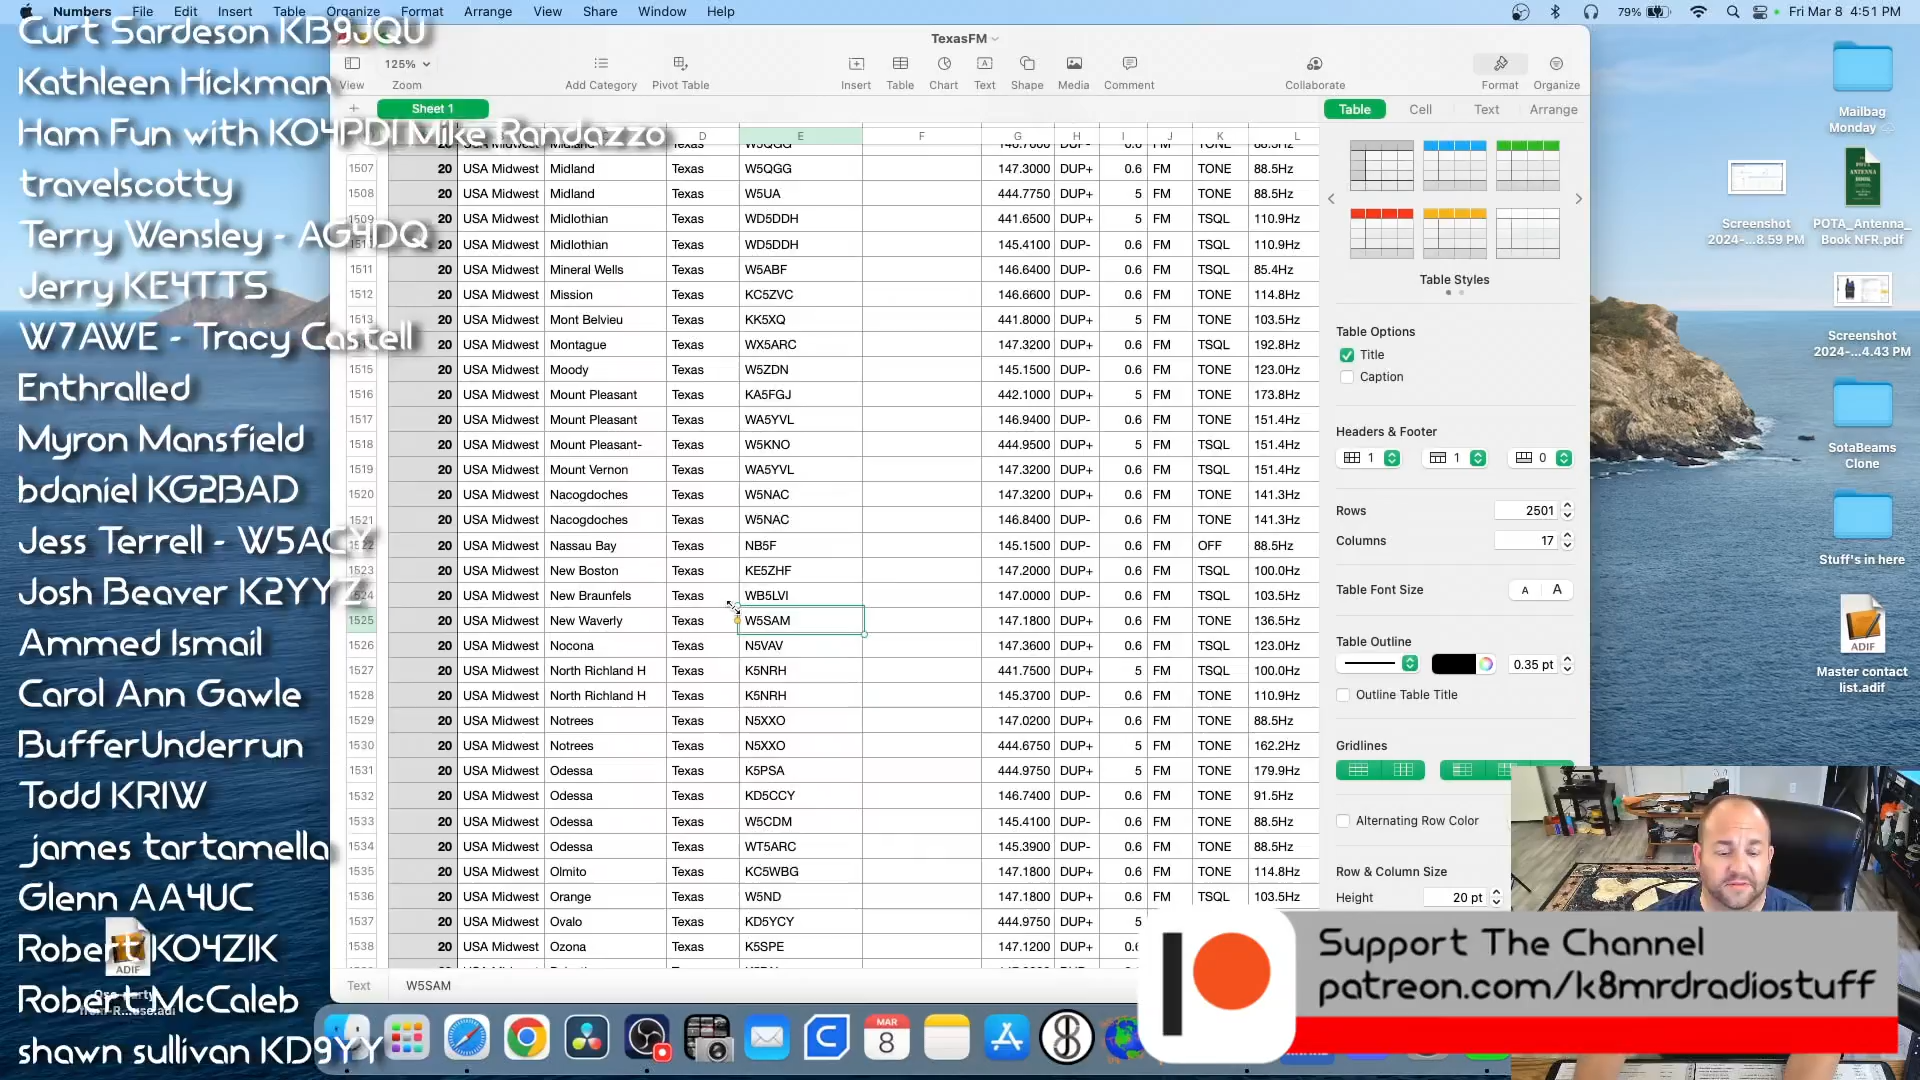 Numbers File Edit Insert Table Organize Format Arrange View Share Window Help
79% Fri Mar 8 4:51 PM
TexasFM
125%
View Zoom Add Category Pivot Table Insert Table Chart Text Shape Media Comment Collaborate Format Organize
Sheet 1
Table Cell Text Arrange
D E F G H I J K L
1507 20 USA Midwest Midland Texas W5QGG 147.3000 DUP+ 0.6 FM TONE 88.5Hz
1508 20 USA Midwest Midland Texas W5UA 444.7750 DUP+ 5 FM TONE 88.5Hz
1509 20 USA Midwest Midlothian Texas WD5DDH 441.6500 DUP+ 5 FM TSQL 110.9Hz
20 USA Midwest Midlothian Texas WD5DDH 145.4100 DUP- 0.6 FM TSQL 110.9Hz
1511 20 USA Midwest Mineral Wells Texas W5ABF 146.6400 DUP- 0.6 FM TSQL 85.4Hz
1512 20 USA Midwest Mission Texas KC5ZVC 146.6600 DUP- 0.6 FM TONE 114.8Hz
1513 20 USA Midwest Mont Belvieu Texas KK5XQ 441.8000 DUP+ 5 FM TONE 103.5Hz
20 USA Midwest Montague Texas WX5ARC 147.3200 DUP+ 0.6 FM TSQL 192.8Hz
1515 20 USA Midwest Moody Texas W5ZDN 145.1500 DUP- 0.6 FM TONE 123.0Hz
1516 20 USA Midwest Mount Pleasant Texas KA5FGJ 442.1000 DUP+ 5 FM TONE 173.8Hz
1517 20 USA Midwest Mount Pleasant Texas WA5YVL 146.9400 DUP- 0.6 FM TONE 151.4Hz
1518 20 USA Midwest Mount Pleasant- Texas W5KNO 444.9500 DUP+ 5 FM TSQL 151.4Hz
1519 20 USA Midwest Mount Vernon Texas WA5YVL 147.3200 DUP+ 0.6 FM TSQL 151.4Hz
1520 20 USA Midwest Nacogdoches Texas W5NAC 147.3200 DUP+ 0.6 FM TONE 141.3Hz
1521 20 USA Midwest Nacogdoches Texas W5NAC 146.8400 DUP- 0.6 FM TONE 141.3Hz
20 USA Midwest Nassau Bay Texas NB5F 145.1500 DUP- 0.6 FM OFF 88.5Hz
1523 20 USA Midwest New Boston Texas KE5ZHF 147.2000 DUP+ 0.6 FM TSQL 100.0Hz
20 USA Midwest New Braunfels Texas WB5LVI 147.0000 DUP- 0.6 FM TSQL 103.5Hz
1525 20 USA Midwest New Waverly Texas W5SAM 147.1800 DUP+ 0.6 FM TONE 136.5Hz
1526 20 USA Midwest Nocona Texas N5VAV 147.3600 DUP+ 0.6 FM TSQL 123.0Hz
1527 20 USA Midwest North Richland H Texas K5NRH 441.7500 DUP+ 5 FM TSQL 100.0Hz
1528 20 USA Midwest North Richland H Texas K5NRH 145.3700 DUP- 0.6 FM TONE 110.9Hz
1529 20 USA Midwest Notrees Texas N5XXO 147.0200 DUP+ 0.6 FM TONE 88.5Hz
1530 20 USA Midwest Notrees Texas N5XXO 444.6750 DUP+ 5 FM TONE 162.2Hz
1531 20 USA Midwest Odessa Texas K5PSA 444.9750 DUP+ 5 FM TONE 179.9Hz
1532 20 USA Midwest Odessa Texas KD5CCY 146.7400 DUP- 0.6 FM TONE 91.5Hz
1533 20 USA Midwest Odessa Texas W5CDM 145.4100 DUP- 0.6 FM TONE 88.5Hz
1534 20 USA Midwest Odessa Texas WT5ARC 145.3900 DUP- 0.6 FM TONE 88.5Hz
1535 20 USA Midwest Olmito Texas KC5WBG 147.1800 DUP+ 0.6 FM TONE 114.8Hz
1536 20 USA Midwest Orange Texas W5ND 147.1800 DUP+ 0.6 FM TSQL 103.5Hz
1537 20 USA Midwest Ovalo Texas KD5YCY 444.9750 DUP+ 5
1538 20 USA Midwest Ozona Texas K5SPE 147.1200 DUP+
Text W5SAM
Table Styles
Table Options
Title
Caption
Headers & Footer
1 1 0
Rows 2501
Columns 17
Table Font Size A A
Table Outline
0.35 pt
Outline Table Title
Gridlines
Alternating Row Color
Row & Column Size
Height 20 pt
Mailbag
Monday
Screenshot
2024-...8.59 PM
POTA_Antenna_
Book NFR.pdf
Screenshot
2024-...4.43 PM
SotaBeams
Clone
Stuff's in here
ADIF
Master contact
list.adif
Curt Sardeson KB9JQU
Kathleen Hickman
Ham Fun with KO4PDI Mike Randazzo
travelscotty
Terry Wensley - AG4DQ
Jerry KE4TTS
W7AWE - Tracy Castell
Enthralled
Myron Mansfield
bdaniel KG2BAD
Jess Terrell - W5ACY
Josh Beaver K2YYZ
Ammed Ismail
Carol Ann Gawle
BufferUnderrun
Todd KR1W
james tartamella
Glenn AA4UC
Robert KO4ZIK
ADIF
Robert McCaleb
shawn sullivan KD9YY
MAR
8
Support The Channel
patreon.com/k8mrdradiostuff